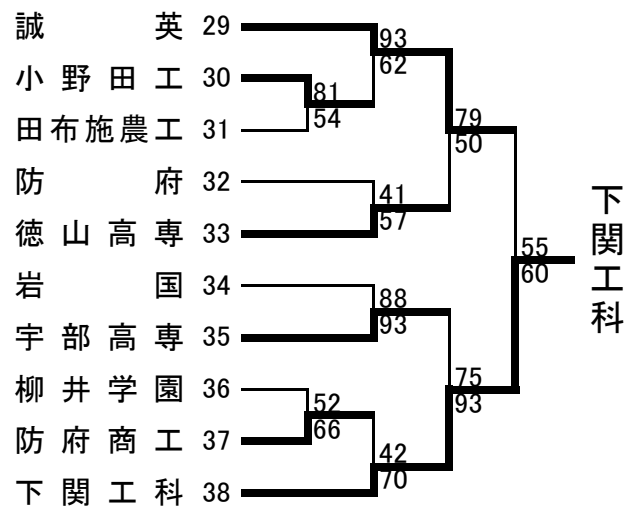 誠英 29
小野田工 30
田布施農工 31
防府 32
徳山高専 33
岩国 34
宇部高専 35
柳井学園 36
防府商工 37
下関工科 38
93
62
81
54
79
50
41
57
55
60
88
93
75
93
52
66
42
70
下関工科